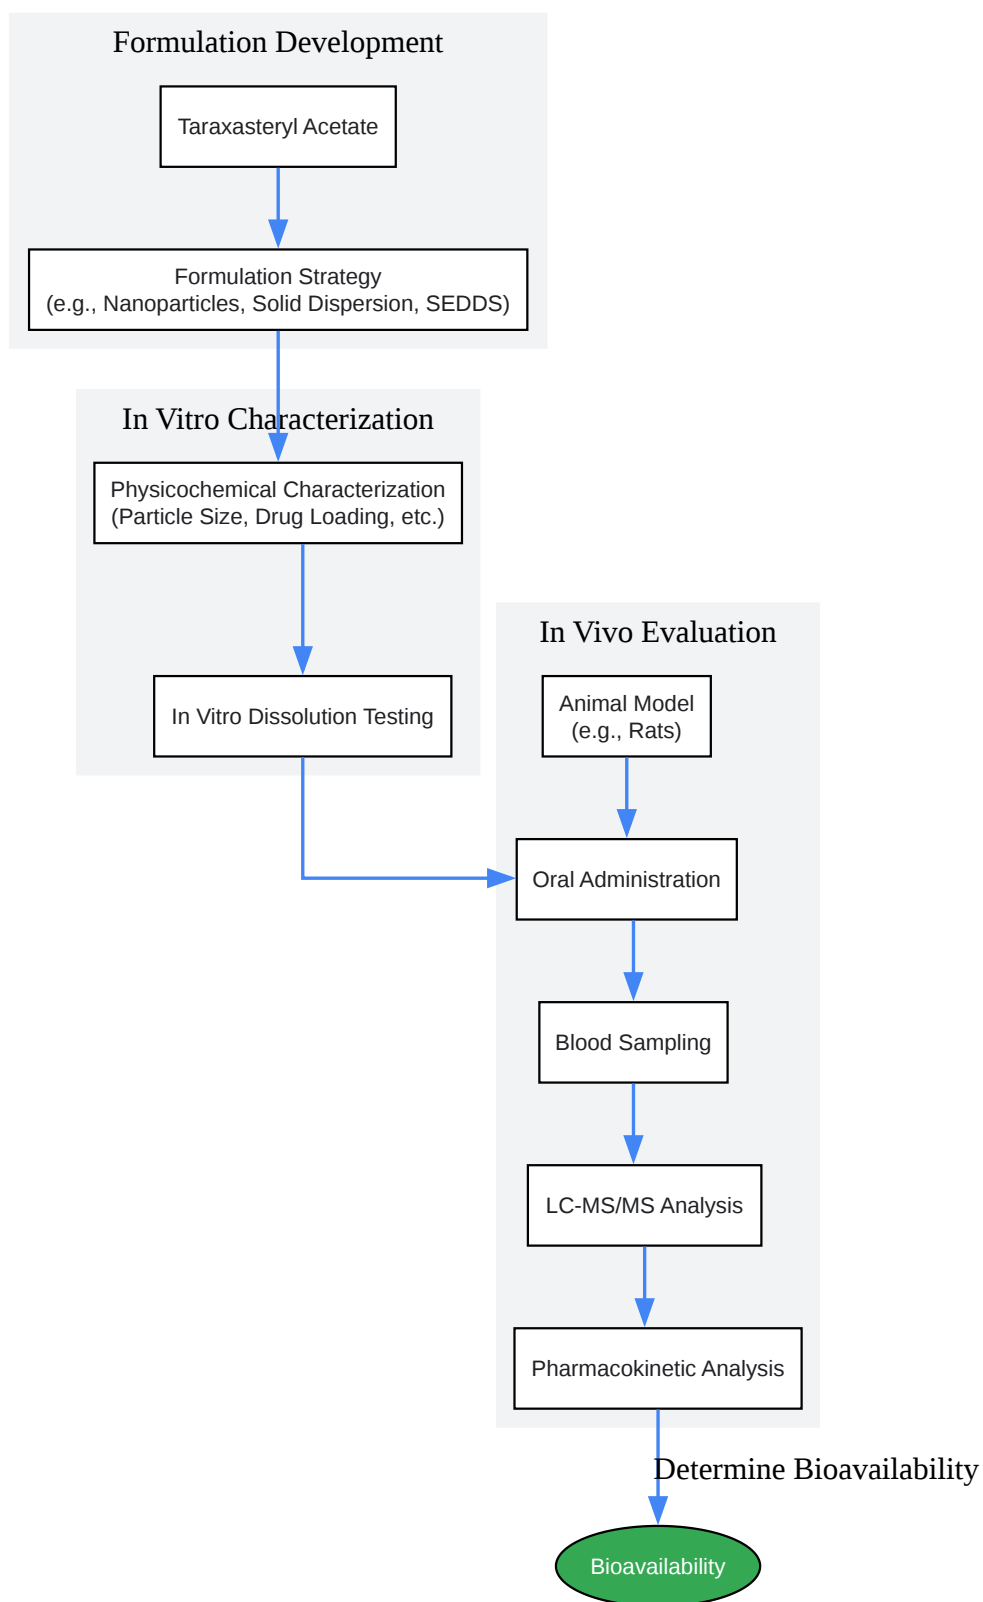 Formulation Development
Taraxasteryl Acetate
Formulation Strategy
(e.g., Nanoparticles, Solid Dispersion, SEDDS)
In Vitro Characterization
Physicochemical Characterization
(Particle Size, Drug Loading, etc.)
In Vitro Dissolution Testing
In Vivo Evaluation
Animal Model
(e.g., Rats)
Oral Administration
Blood Sampling
LC-MS/MS Analysis
Pharmacokinetic Analysis
Determine Bioavailability
Bioavailability